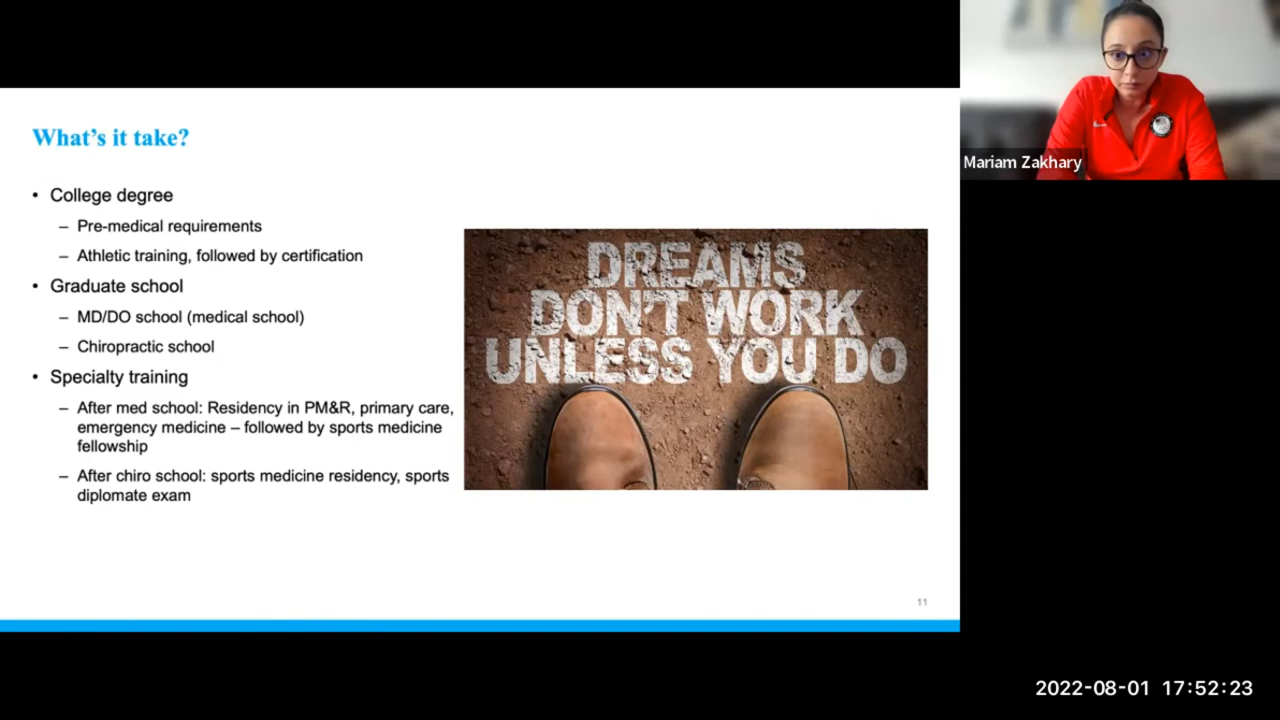 What's it take?
• College degree
– Pre-medical requirements
– Athletic training, followed by certification
• Graduate school
– MD/DO school (medical school)
– Chiropractic school
• Specialty training
– After med school: Residency in PM&R, primary care,
emergency medicine – followed by sports medicine
fellowship
– After chiro school: sports medicine residency, sports
diplomate exam
DREAMS
DON'T WORK
UNLESS YOU DO
11
Mariam Zakhary
2022-08-01 17:52:23